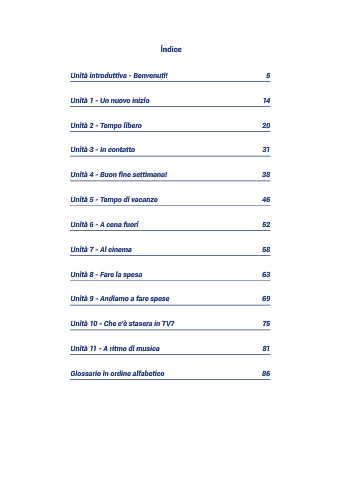 Índice
Unità introduttiva - Benvenuti! 5
Unità 1 - Un nuovo inizio 14
Unità 2 - Tempo libero 20
Unità 3 - In contatto 31
Unità 4 - Buon fine settimana! 38
Unità 5 - Tempo di vacanze 46
Unità 6 - A cena fuori 52
Unità 7 - Al cinema 58
Unità 8 - Fare la spesa 63
Unità 9 - Andiamo a fare spese 69
Unità 10 - Che c'è stasera in TV? 75
Unità 11 - A ritmo di musica 81
Glossario in ordine alfabetico 86